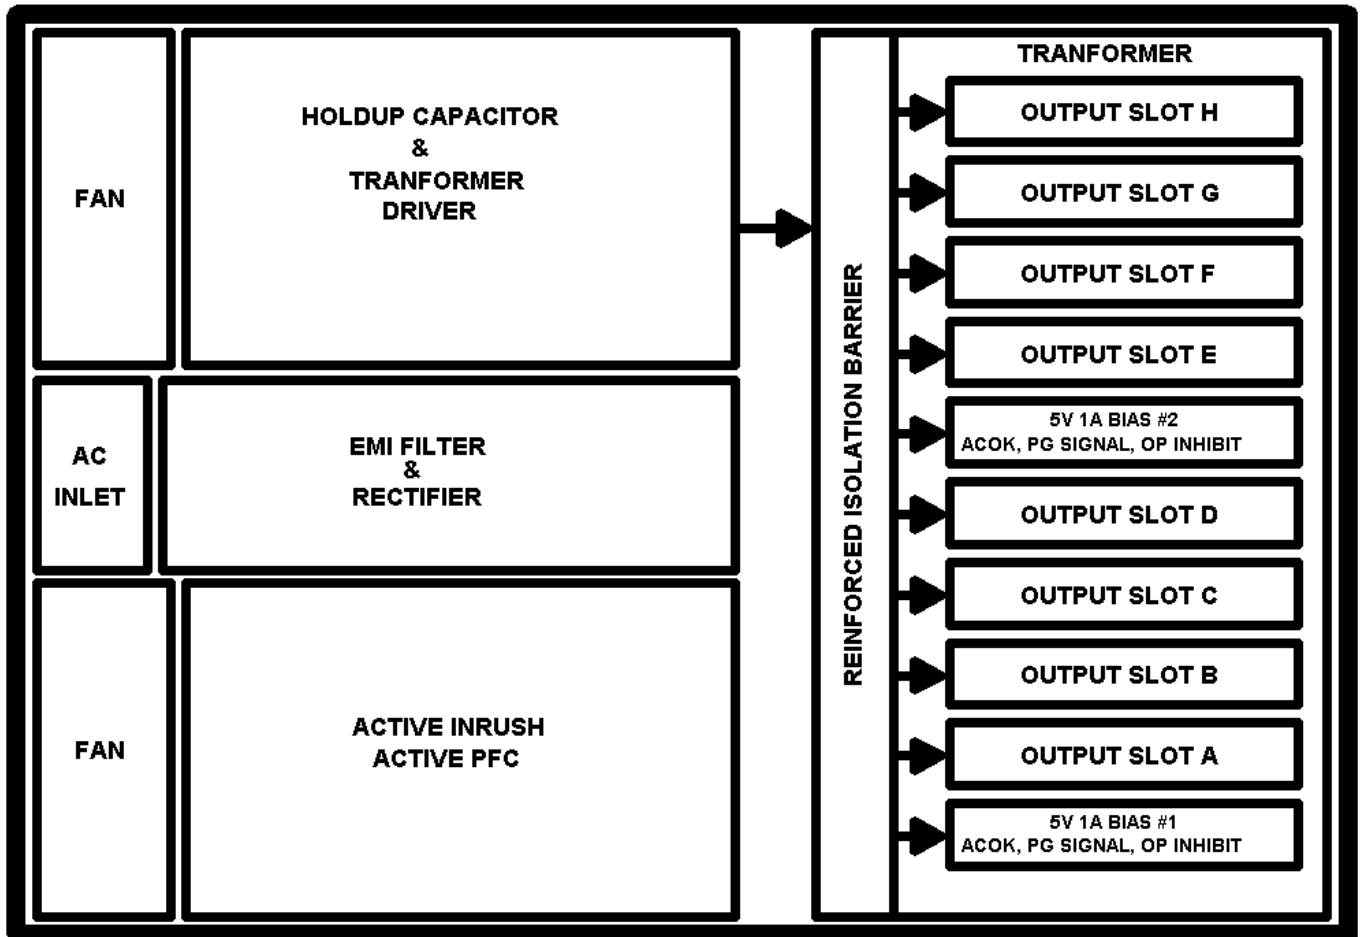 FAN
HOLDUP CAPACITOR
&
TRANFORMER
DRIVER
AC
INLET
EMI FILTER
&
RECTIFIER
FAN
ACTIVE INRUSH
ACTIVE PFC
REINFORCED ISOLATION BARRIER
TRANFORMER
OUTPUT SLOT H
OUTPUT SLOT G
OUTPUT SLOT F
OUTPUT SLOT E
5V 1A BIAS #2
ACOK, PG SIGNAL, OP INHIBIT
OUTPUT SLOT D
OUTPUT SLOT C
OUTPUT SLOT B
OUTPUT SLOT A
5V 1A BIAS #1
ACOK, PG SIGNAL, OP INHIBIT